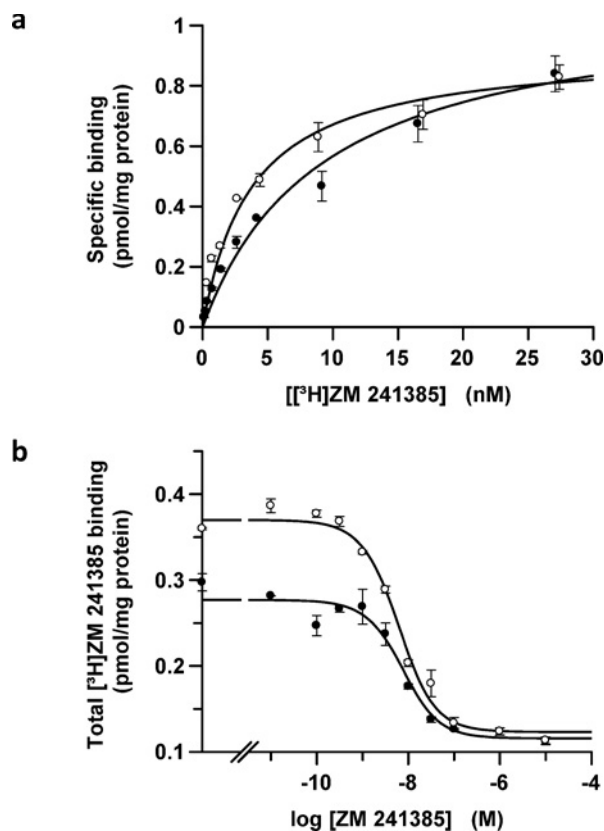 a
1
0.8
0.6
0.4
0.2
0
0 5 10 15 20 25 30
Specific binding
(pmol/mg protein)
[[³H]ZM 241385] (nM)
b
0.4
0.3
0.2
0.1
-10 -8 -6 -4
Total [³H]ZM 241385 binding
(pmol/mg protein)
log [ZM 241385] (M)